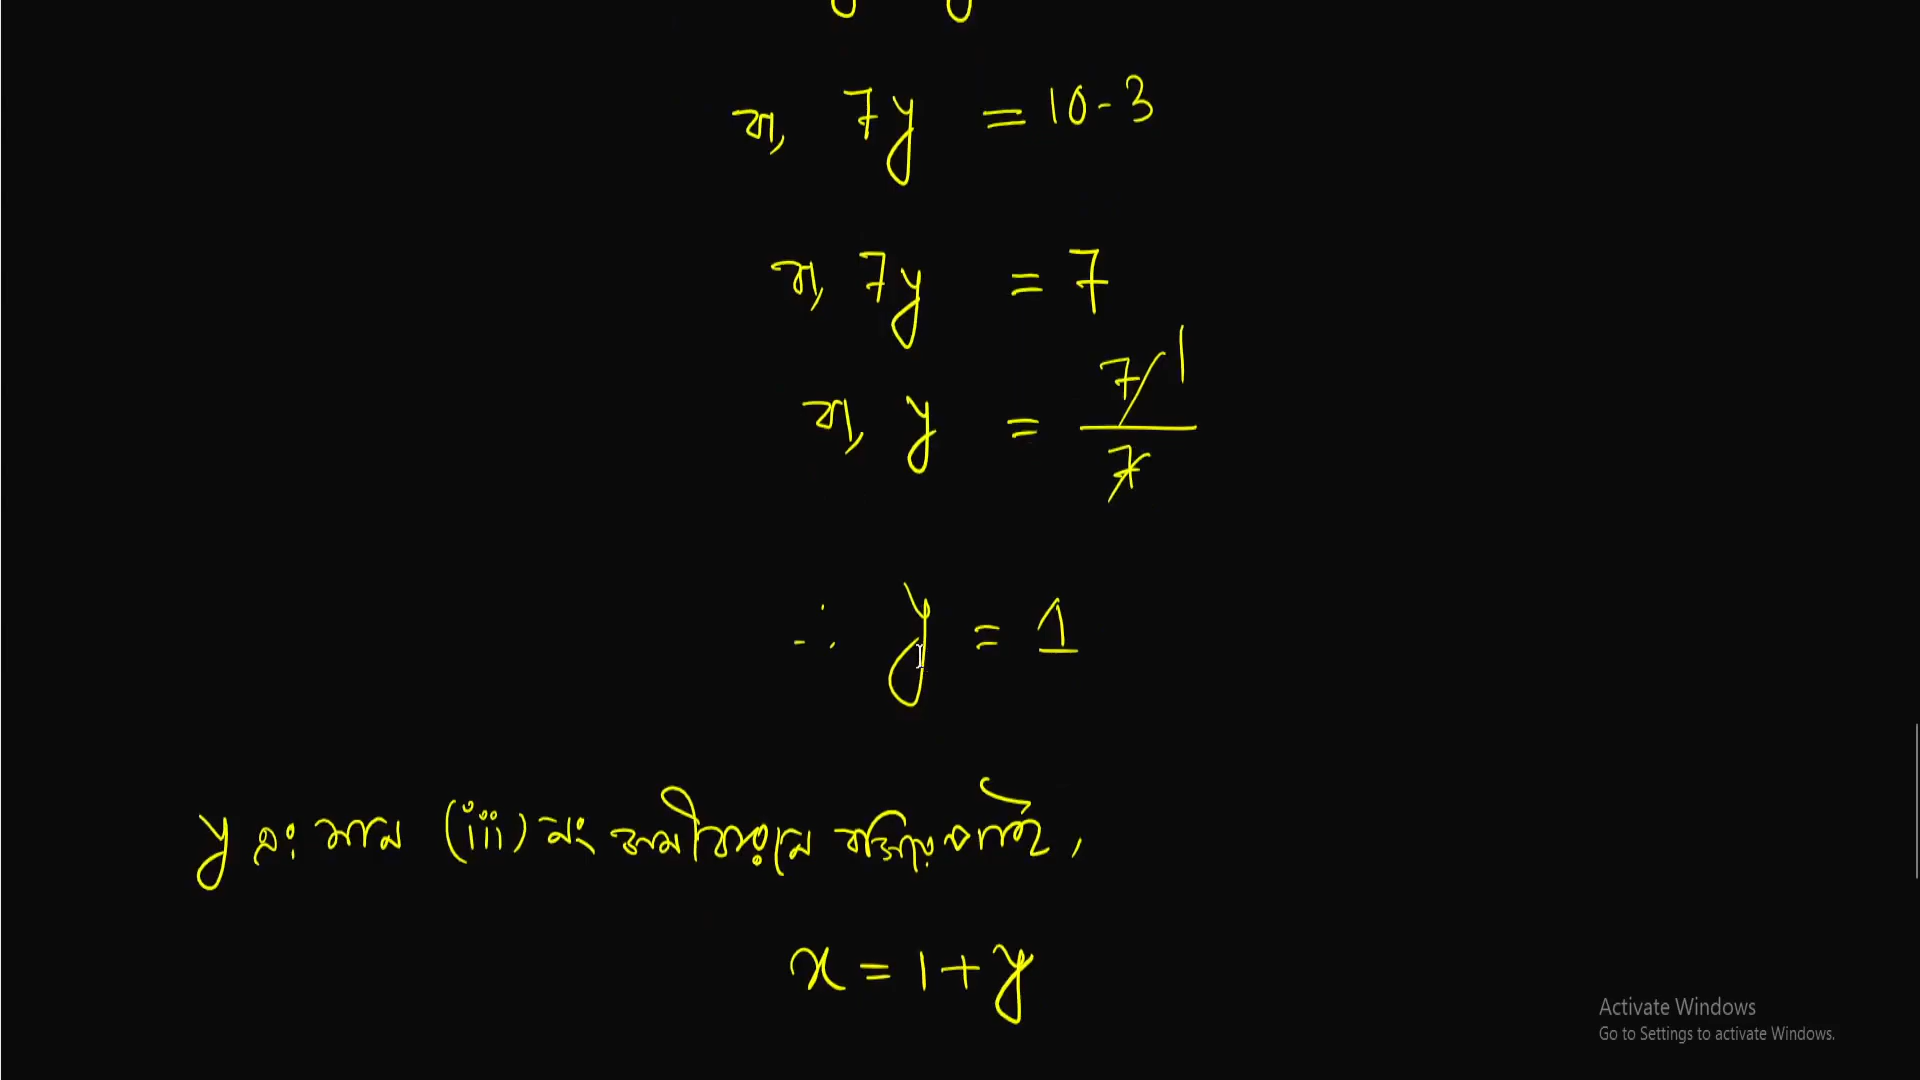 বা, 7y = 10 - 3
বা, 7y = 7
বা, y = 7/7 1
∴ y = 1
y এর মান (iii) নং সমীকরণে বসিয়ে পাই,
x = 1 + y
Activate Windows
Go to Settings to activate Windows.